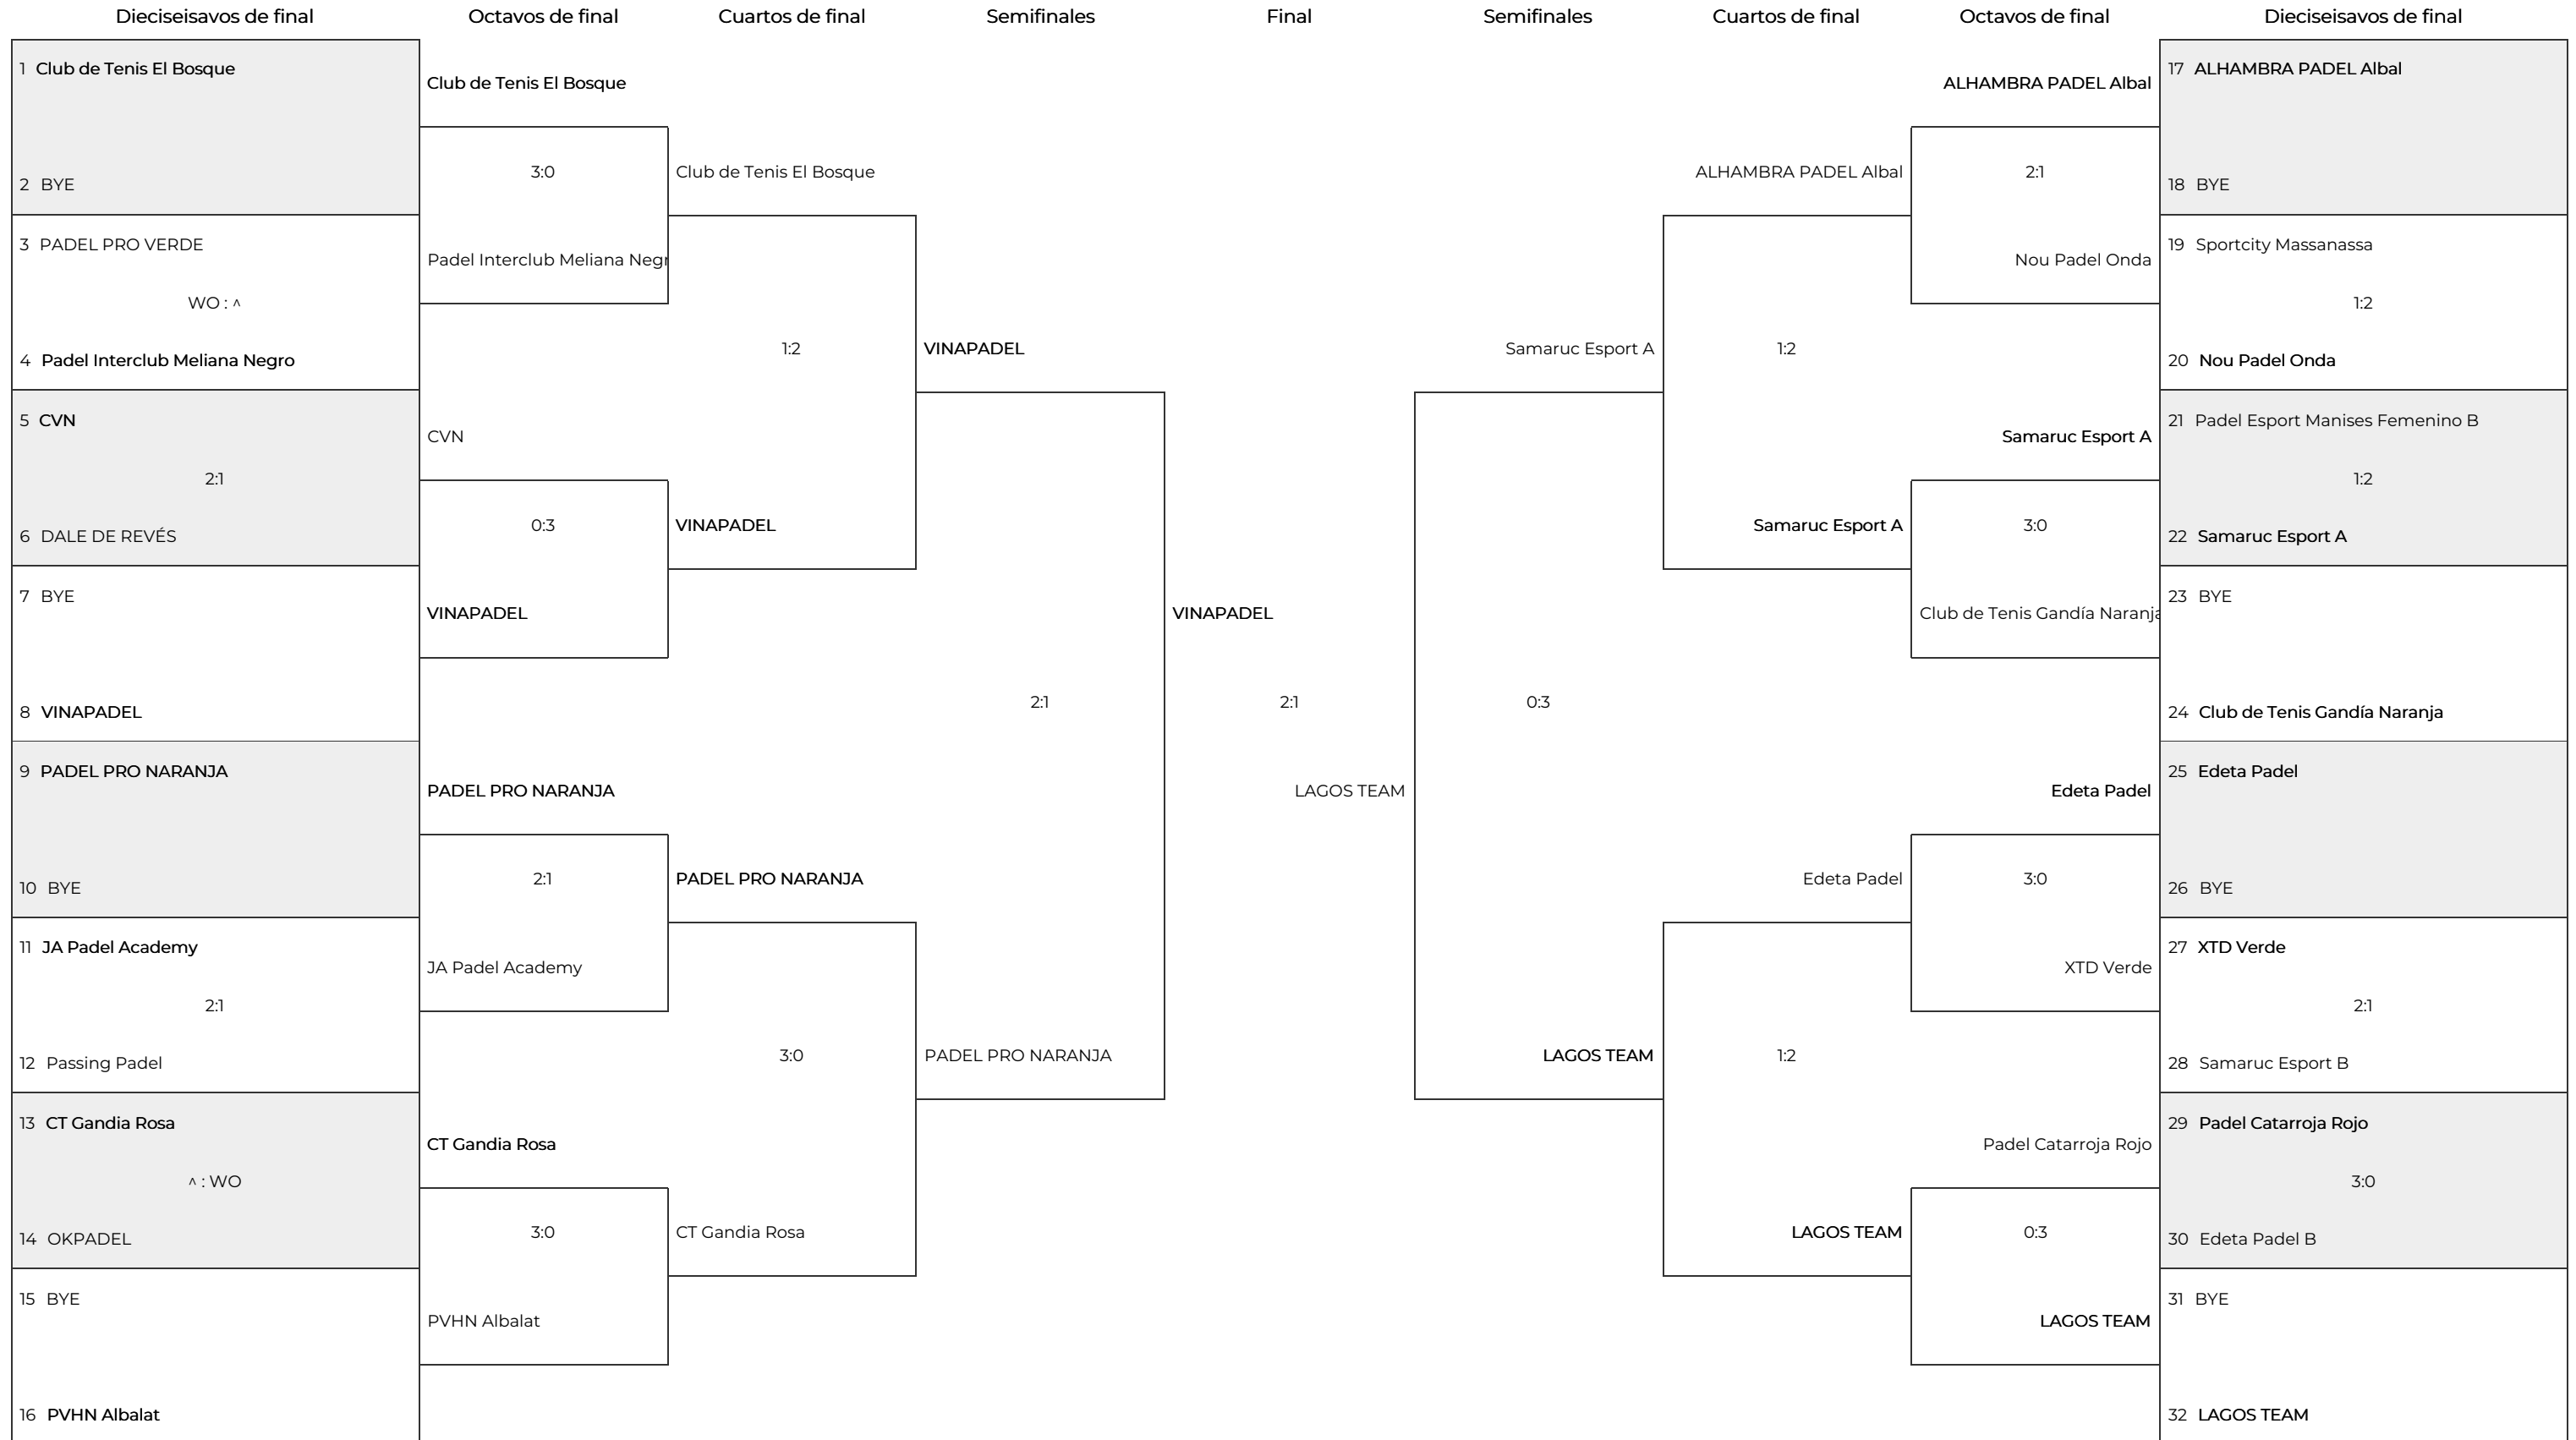 Dieciseisavos de final
Octavos de final
Cuartos de final
Semifinales
Final
Semifinales
Cuartos de final
Octavos de final
Dieciseisavos de final
1 Club de Tenis El Bosque
2 BYE
3 PADEL PRO VERDE
WO : ^
4 Padel Interclub Meliana Negro
5 CVN
2:1
6 DALE DE REVÉS
7 BYE
8 VINAPADEL
9 PADEL PRO NARANJA
10 BYE
11 JA Padel Academy
2:1
12 Passing Padel
13 CT Gandia Rosa
^ : WO
14 OKPADEL
15 BYE
16 PVHN Albalat
Club de Tenis El Bosque
3:0
Padel Interclub Meliana Negr
CVN
0:3
VINAPADEL
PADEL PRO NARANJA
2:1
JA Padel Academy
CT Gandia Rosa
3:0
PVHN Albalat
Club de Tenis El Bosque
1:2
VINAPADEL
PADEL PRO NARANJA
3:0
CT Gandia Rosa
VINAPADEL
2:1
PADEL PRO NARANJA
VINAPADEL
2:1
LAGOS TEAM
Samaruc Esport A
0:3
LAGOS TEAM
ALHAMBRA PADEL Albal
1:2
Samaruc Esport A
Edeta Padel
1:2
LAGOS TEAM
ALHAMBRA PADEL Albal
2:1
Nou Padel Onda
Samaruc Esport A
3:0
Club de Tenis Gandía Naranja
Edeta Padel
3:0
XTD Verde
Padel Catarroja Rojo
0:3
LAGOS TEAM
17 ALHAMBRA PADEL Albal
18 BYE
19 Sportcity Massanassa
1:2
20 Nou Padel Onda
21 Padel Esport Manises Femenino B
1:2
22 Samaruc Esport A
23 BYE
24 Club de Tenis Gandía Naranja
25 Edeta Padel
26 BYE
27 XTD Verde
2:1
28 Samaruc Esport B
29 Padel Catarroja Rojo
3:0
30 Edeta Padel B
31 BYE
32 LAGOS TEAM